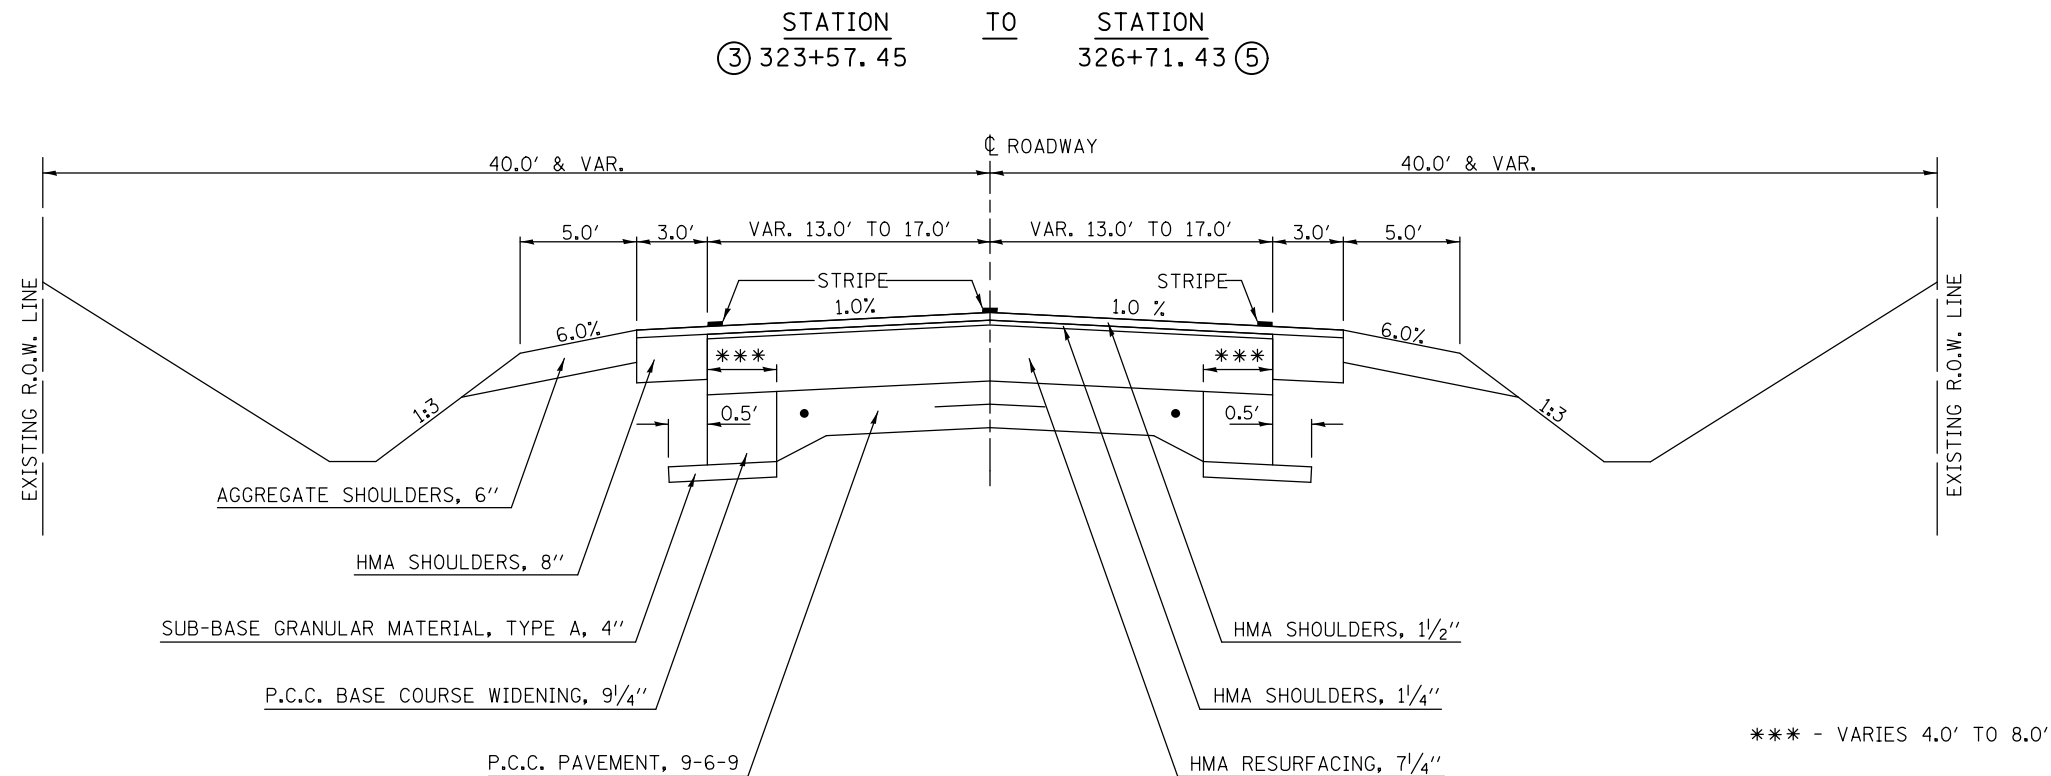 STATION TO STATION
③ 323+57.45 326+71.43 ⑤
℄ ROADWAY
40.0' & VAR. 40.0' & VAR.
5.0' 3.0' VAR. 13.0' TO 17.0' VAR. 13.0' TO 17.0' 3.0' 5.0'
STRIPE STRIPE
1.0% 1.0 %
6.0% 6.0%
*** ***
1:3 0.5' 0.5' 1:3
EXISTING R.O.W. LINE
EXISTING R.O.W. LINE
AGGREGATE SHOULDERS, 6"
HMA SHOULDERS, 8"
SUB-BASE GRANULAR MATERIAL, TYPE A, 4"
HMA SHOULDERS, 1½"
P.C.C. BASE COURSE WIDENING, 9¼"
HMA SHOULDERS, 1¼"
*** - VARIES 4.0' TO 8.0'
P.C.C. PAVEMENT, 9-6-9
HMA RESURFACING, 7¼"